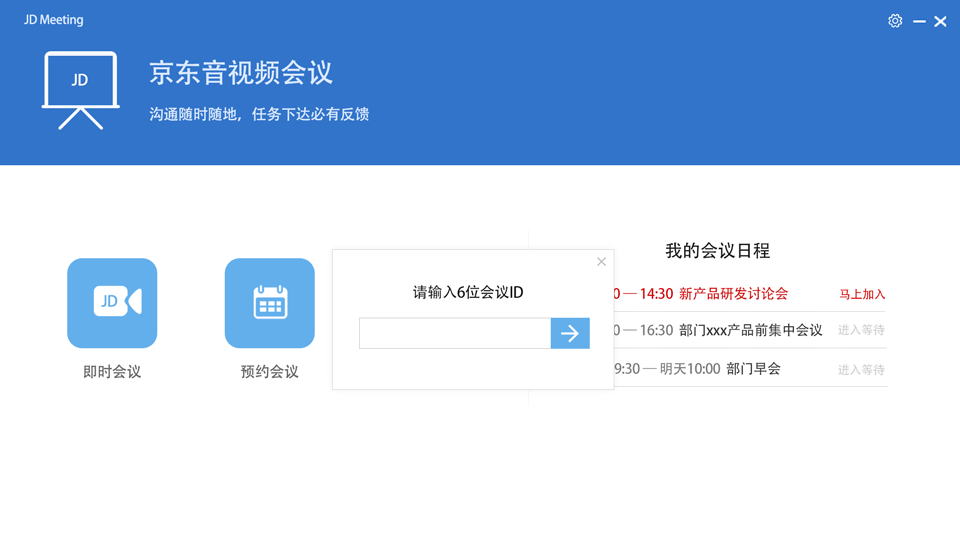 JD Meeting
JD
京东音视频会议
沟通随时随地，任务下达必有反馈
JD
即时会议
预约会议
请输入6位会议ID
我的会议日程
0 — 14:30 新产品研发讨论会 马上加入
0 — 16:30 部门xxx产品前集中会议 进入等待
9:30 — 明天10:00 部门早会 进入等待